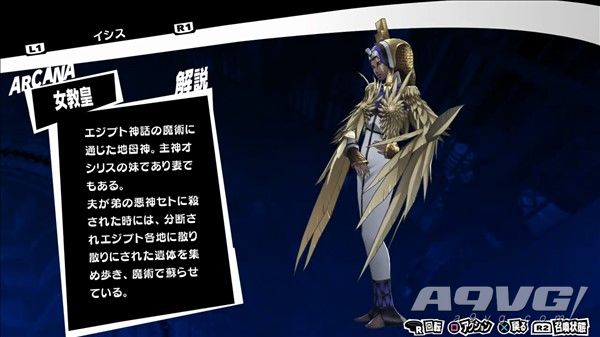 L1
イシス
R1
ARCANA
女教皇
解説
エジプト神話の魔術に
通じた地母神。主神オ
シリスの妹であり妻で
もある。
夫が弟の悪神セトに殺
された時には、分断さ
れエジプト各地に散り
散りにされた遺体を集
め歩き、魔術で蘇らせ
ている。
A9VG!
R回転 アクション 戻る R2召喚状態